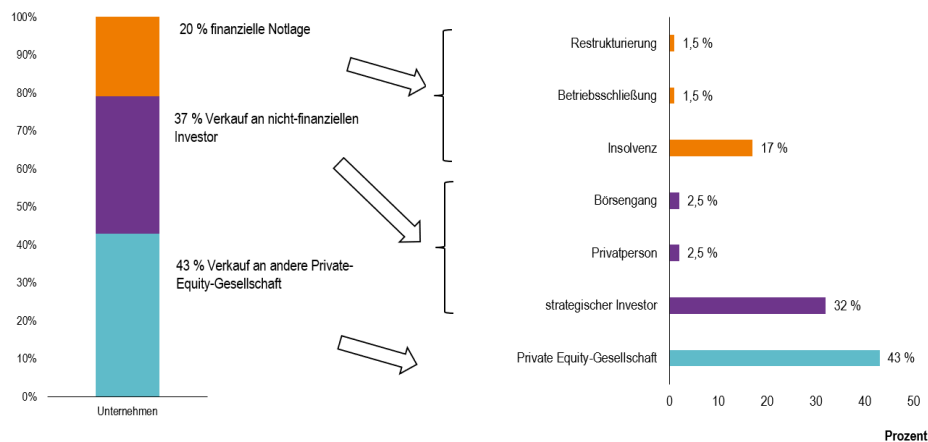 100%
90%
80%
70%
60%
50%
40%
30%
20%
10%
0%
Unternehmen
20 % finanzielle Notlage
37 % Verkauf an nicht-finanziellen
Investor
43 % Verkauf an andere Private-
Equity-Gesellschaft
Restrukturierung 1,5 %
Betriebsschließung 1,5 %
Insolvenz 17 %
Börsengang 2,5 %
Privatperson 2,5 %
strategischer Investor 32 %
Private Equity-Gesellschaft 43 %
0 10 20 30 40 50
Prozent